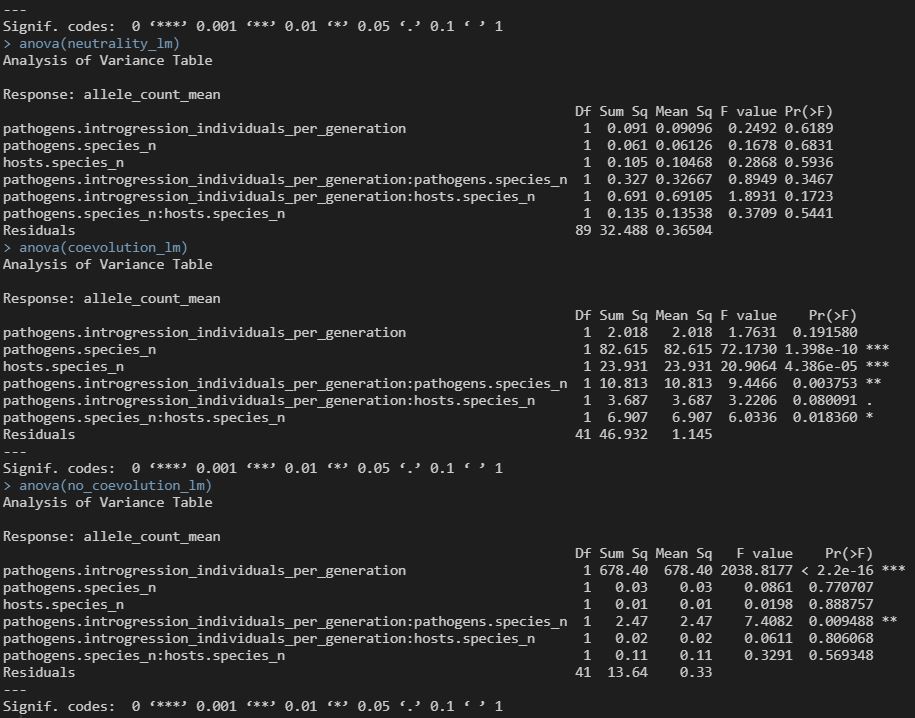 ---
Signif. codes:  0 ‘***’ 0.001 ‘**’ 0.01 ‘*’ 0.05 ‘.’ 0.1 ‘ ’ 1
> anova(neutrality_lm)
Analysis of Variance Table

Response: allele_count_mean
                                                                       Df Sum Sq Mean Sq F value Pr(>F)
pathogens.introgression_individuals_per_generation                      1  0.091 0.09096  0.2492 0.6189
pathogens.species_n                                                     1  0.061 0.06126  0.1678 0.6831
hosts.species_n                                                         1  0.105 0.10468  0.2868 0.5936
pathogens.introgression_individuals_per_generation:pathogens.species_n  1  0.327 0.32667  0.8949 0.3467
pathogens.introgression_individuals_per_generation:hosts.species_n      1  0.691 0.69105  1.8931 0.1723
pathogens.species_n:hosts.species_n                                     1  0.135 0.13538  0.3709 0.5441
Residuals                                                              89 32.488 0.36504
> anova(coevolution_lm)
Analysis of Variance Table

Response: allele_count_mean
                                                                       Df Sum Sq Mean Sq F value    Pr(>F)
pathogens.introgression_individuals_per_generation                      1  2.018   2.018  1.7631  0.191580
pathogens.species_n                                                     1 82.615  82.615 72.1730 1.398e-10 ***
hosts.species_n                                                         1 23.931  23.931 20.9064 4.386e-05 ***
pathogens.introgression_individuals_per_generation:pathogens.species_n  1 10.813  10.813  9.4466  0.003753 **
pathogens.introgression_individuals_per_generation:hosts.species_n      1  3.687   3.687  3.2206  0.080091 .
pathogens.species_n:hosts.species_n                                     1  6.907   6.907  6.0336  0.018360 *
Residuals                                                              41 46.932   1.145
---
Signif. codes:  0 ‘***’ 0.001 ‘**’ 0.01 ‘*’ 0.05 ‘.’ 0.1 ‘ ’ 1
> anova(no_coevolution_lm)
Analysis of Variance Table

Response: allele_count_mean
                                                                       Df Sum Sq Mean Sq   F value    Pr(>F)
pathogens.introgression_individuals_per_generation                      1 678.40  678.40 2038.8177 < 2.2e-16 ***
pathogens.species_n                                                     1   0.03    0.03    0.0861  0.770707
hosts.species_n                                                         1   0.01    0.01    0.0198  0.888757
pathogens.introgression_individuals_per_generation:pathogens.species_n  1   2.47    2.47    7.4082  0.009488 **
pathogens.introgression_individuals_per_generation:hosts.species_n      1   0.02    0.02    0.0611  0.806068
pathogens.species_n:hosts.species_n                                     1   0.11    0.11    0.3291  0.569348
Residuals                                                              41  13.64    0.33
---
Signif. codes:  0 ‘***’ 0.001 ‘**’ 0.01 ‘*’ 0.05 ‘.’ 0.1 ‘ ’ 1